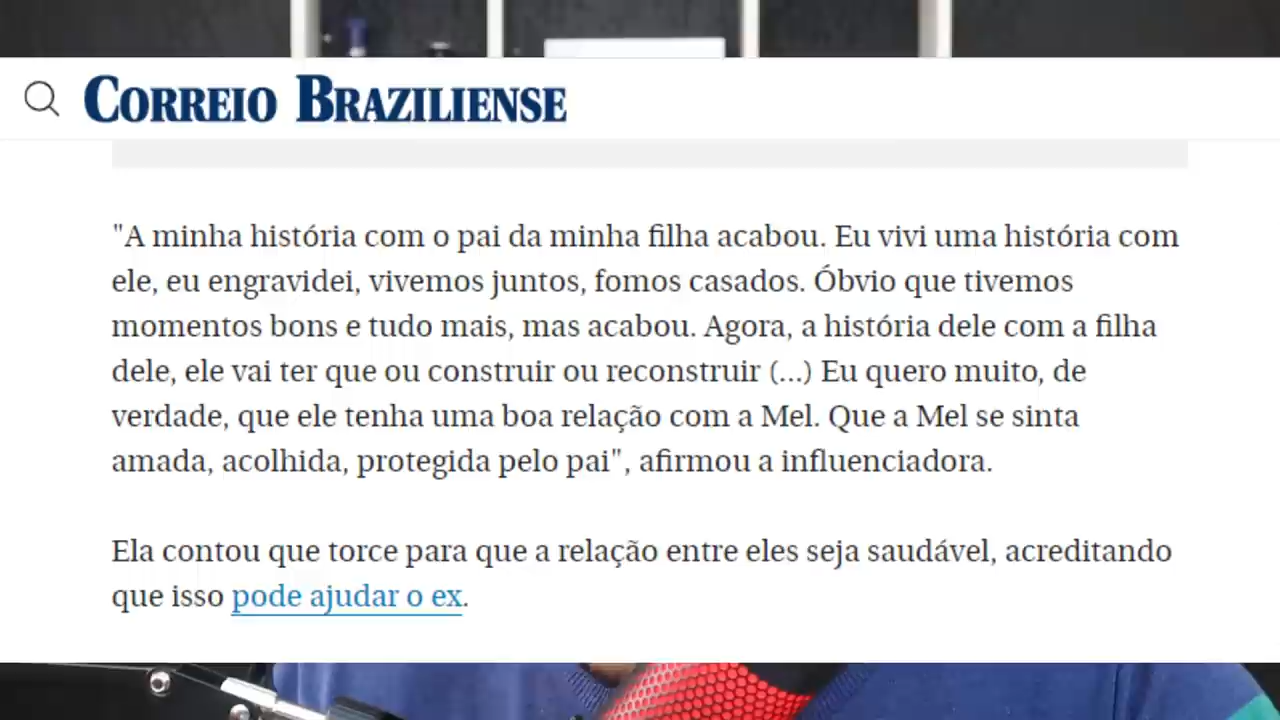 CORREIO BRAZILIENSE
"A minha história com o pai da minha filha acabou. Eu vivi uma história com
ele, eu engravidei, vivemos juntos, fomos casados. Óbvio que tivemos
momentos bons e tudo mais, mas acabou. Agora, a história dele com a filha
dele, ele vai ter que ou construir ou reconstruir (...) Eu quero muito, de
verdade, que ele tenha uma boa relação com a Mel. Que a Mel se sinta
amada, acolhida, protegida pelo pai", afirmou a influenciadora.
Ela contou que torce para que a relação entre eles seja saudável, acreditando
que isso pode ajudar o ex.